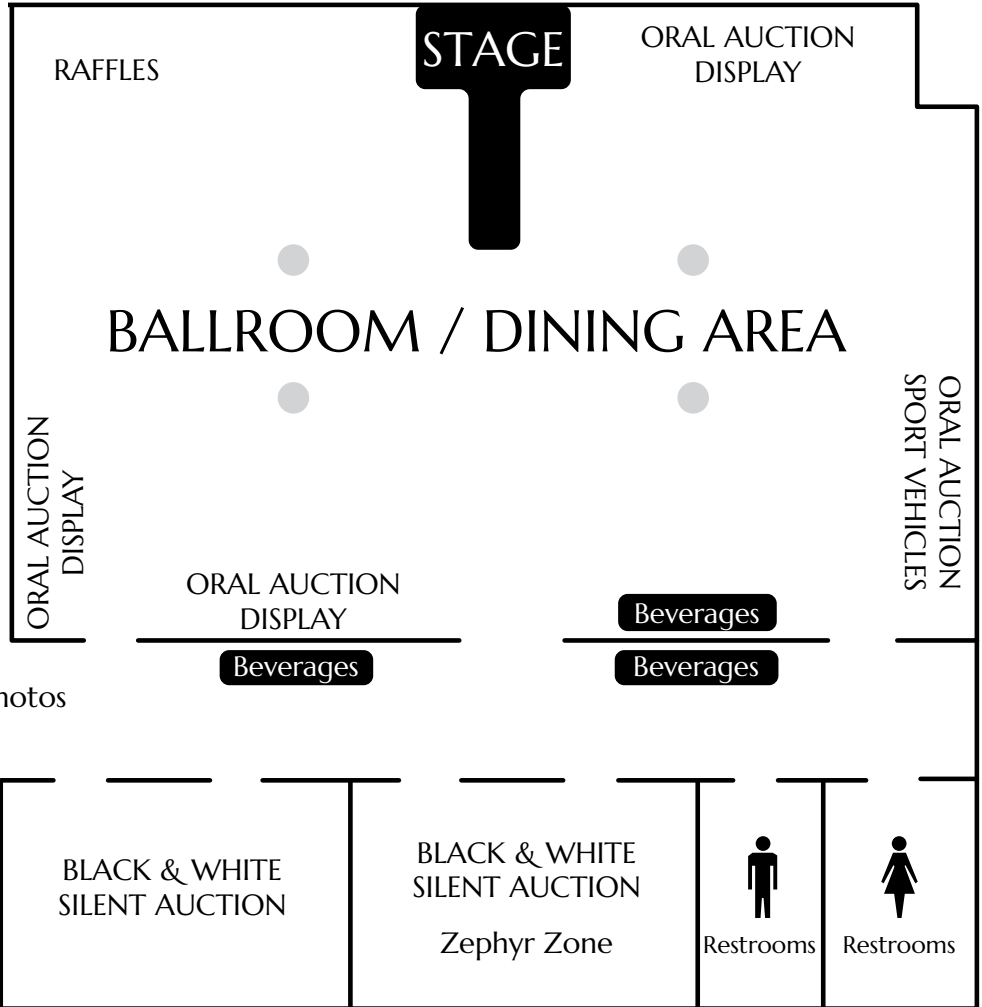 RAFFLES
STAGE
ORAL AUCTION
DISPLAY
BALLROOM / DINING AREA
ORAL AUCTION
DISPLAY
ORAL AUCTION
SPORT VEHICLES
ORAL AUCTION
DISPLAY
Beverages
Beverages
Beverages
hotos
BLACK & WHITE
SILENT AUCTION
BLACK & WHITE
SILENT AUCTION
Zephyr Zone
Restrooms
Restrooms